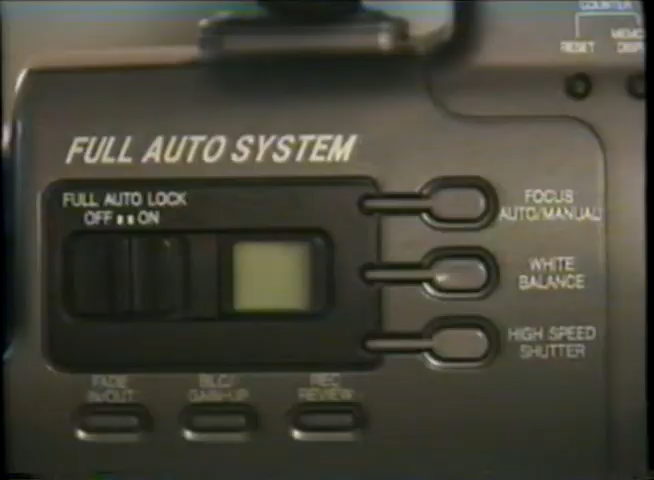 COUNTER
RESET
FULL AUTO SYSTEM
FULL AUTO LOCK
OFF ON
FOCUS
AUTO/MANUAL
WHITE
BALANCE
HIGH SPEED
SHUTTER
FADE
IN/OUT
BLC/
GAIN-UP
REC
REVIEW